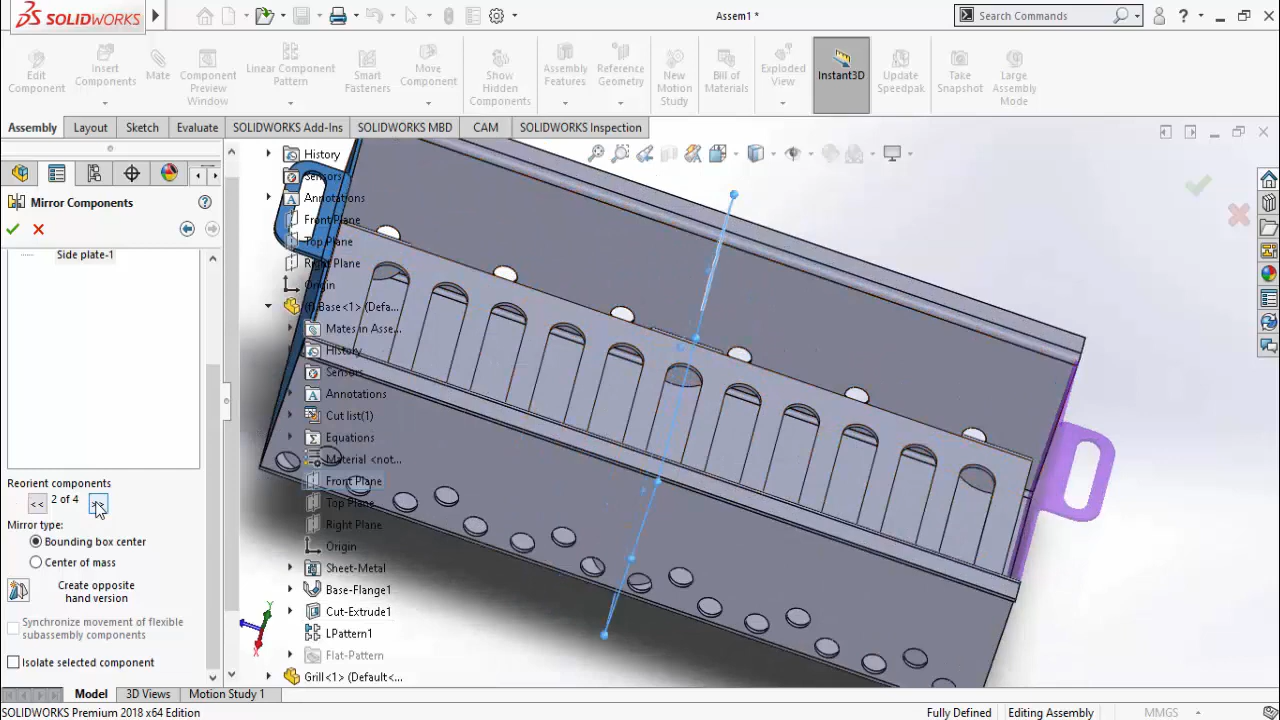 SOLIDWORKS
Assem1 *
Search Commands
Edit Component
Insert Components
Mate
Component Preview Window
Linear Component Pattern
Smart Fasteners
Move Component
Show Hidden Components
Assembly Features
Reference Geometry
New Motion Study
Bill of Materials
Exploded View
Instant3D
Update Speedpak
Take Snapshot
Large Assembly Mode
Assembly
Layout
Sketch
Evaluate
SOLIDWORKS Add-Ins
SOLIDWORKS MBD
CAM
SOLIDWORKS Inspection
Mirror Components
Side plate-1
Reorient components
<< 2 of 4 >>
Mirror type:
Bounding box center
Center of mass
Create opposite
hand version
Synchronize movement of flexible
subassembly components
Isolate selected component
History
Sensors
Annotations
Front Plane
Top Plane
Right Plane
Origin
(f) Base<1> (Defa...
Mates in Asse...
History
Sensors
Annotations
Cut list(1)
Equations
Material <not...
Front Plane
Top Plane
Right Plane
Origin
Sheet-Metal
Base-Flange1
Cut-Extrude1
LPattern1
Flat-Pattern
Grill<1> (Default<...
Y
X
Model
3D Views
Motion Study 1
SOLIDWORKS Premium 2018 x64 Edition
Fully Defined
Editing Assembly
MMGS